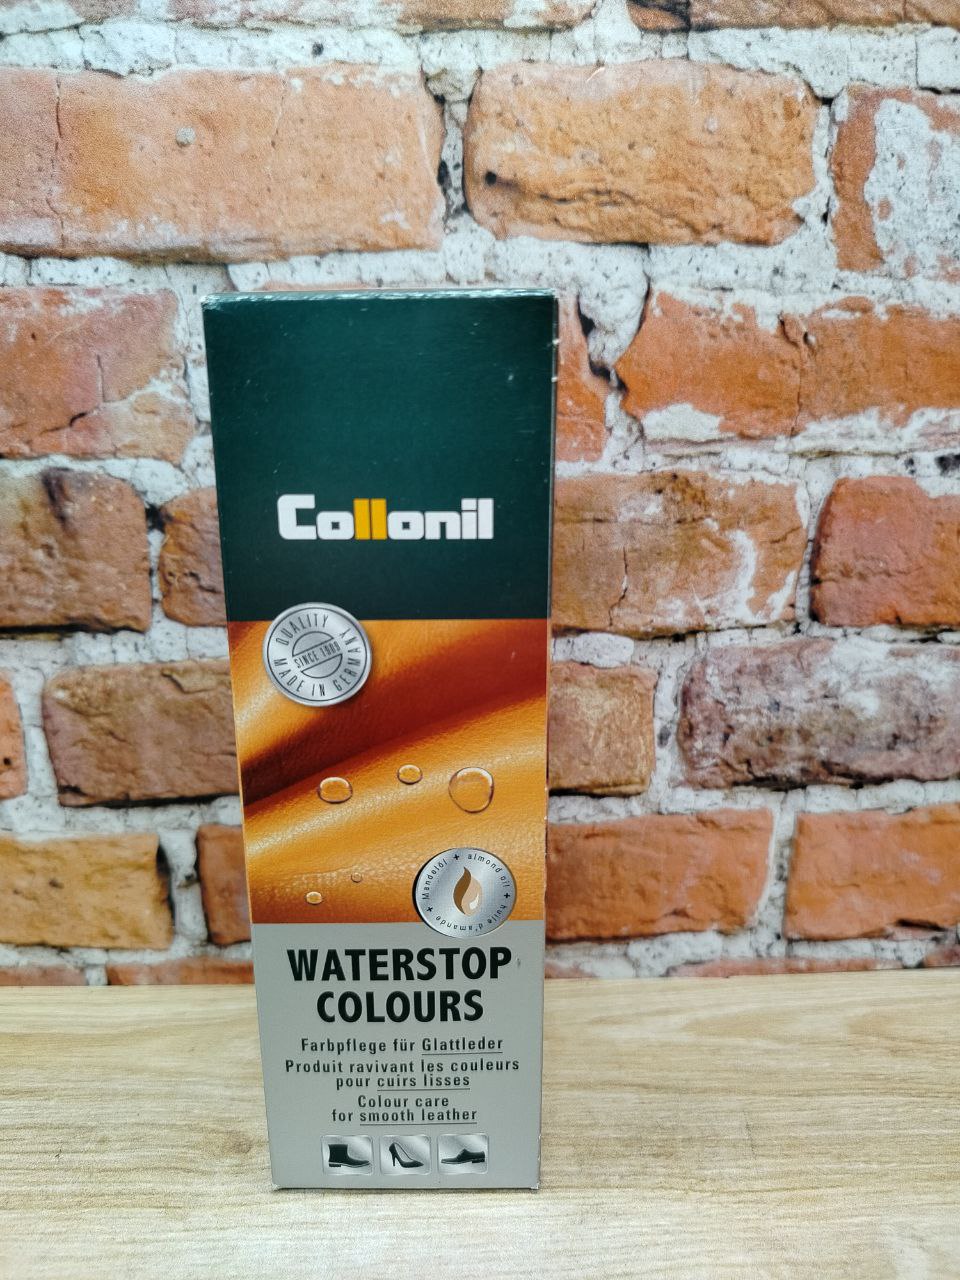 Collonil
QUALITY
SINCE 1909
MADE IN GERMANY
Mandelöl + almond oil + huile d'amande +
WATERSTOP
COLOURS
Farbpflege für Glattleder
Produit ravivant les couleurs
pour cuirs lisses
Colour care
for smooth leather